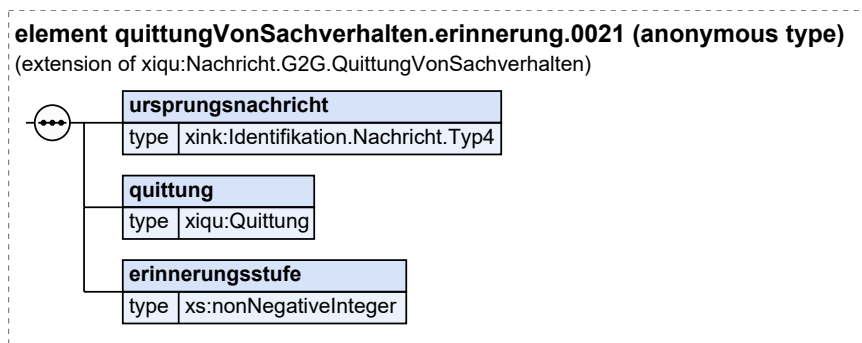 element quittungVonSachverhalten.erinnerung.0021 (anonymous type)
(extension of xiqu:Nachricht.G2G.QuittungVonSachverhalten)
ursprungsnachricht
type xink:Identifikation.Nachricht.Typ4
quittung
type xiqu:Quittung
erinnerungsstufe
type xs:nonNegativeInteger